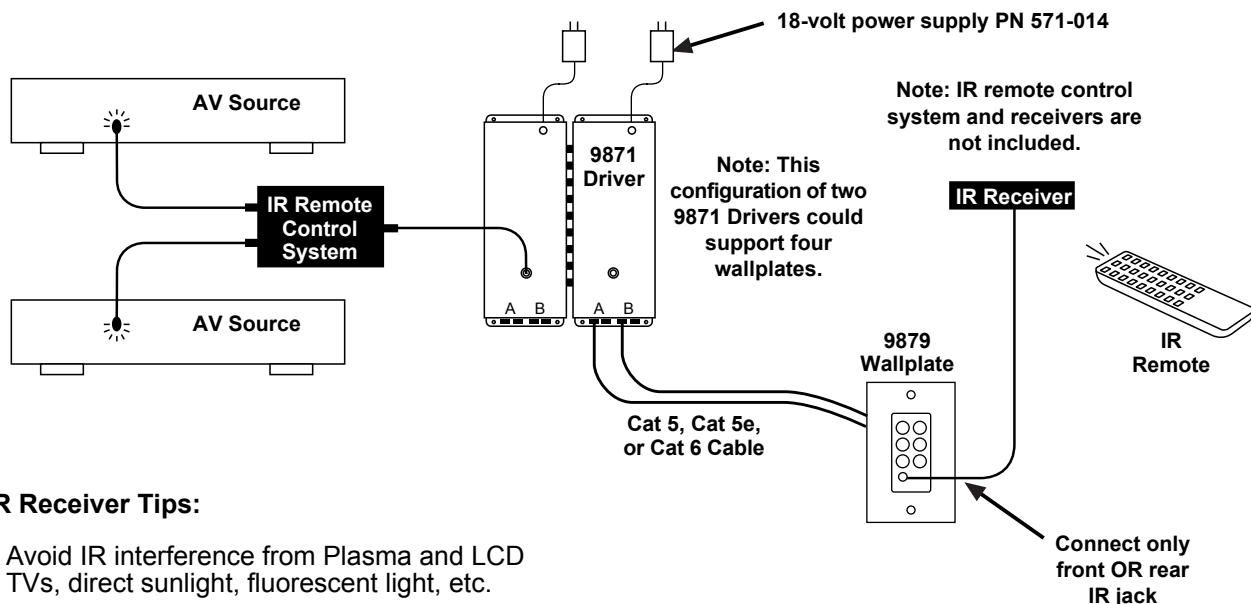 18-volt power supply PN 571-014
AV Source
Note: IR remote control
system and receivers are
not included.
9871
Driver
Note: This
configuration of two
9871 Drivers could
support four
wallplates.
IR Receiver
IR Remote
Control
System
A B
A B
AV Source
IR
Remote
9879
Wallplate
Cat 5, Cat 5e,
or Cat 6 Cable
R Receiver Tips:
Avoid IR interference from Plasma and LCD
TVs, direct sunlight, fluorescent light, etc.
Connect only
front OR rear
IR jack